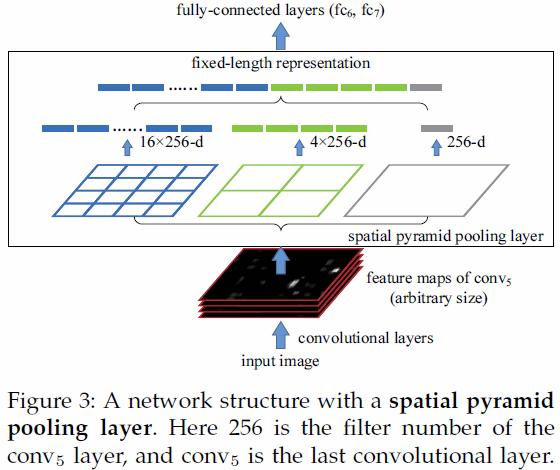 fully-connected layers (fc₆, fc₇)
fixed-length representation
......
......
16×256-d
4×256-d
256-d
spatial pyramid pooling layer
feature maps of conv₅
(arbitrary size)
convolutional layers
input image
Figure 3: A network structure with a spatial pyramid
pooling layer. Here 256 is the filter number of the
conv₅ layer, and conv₅ is the last convolutional layer.